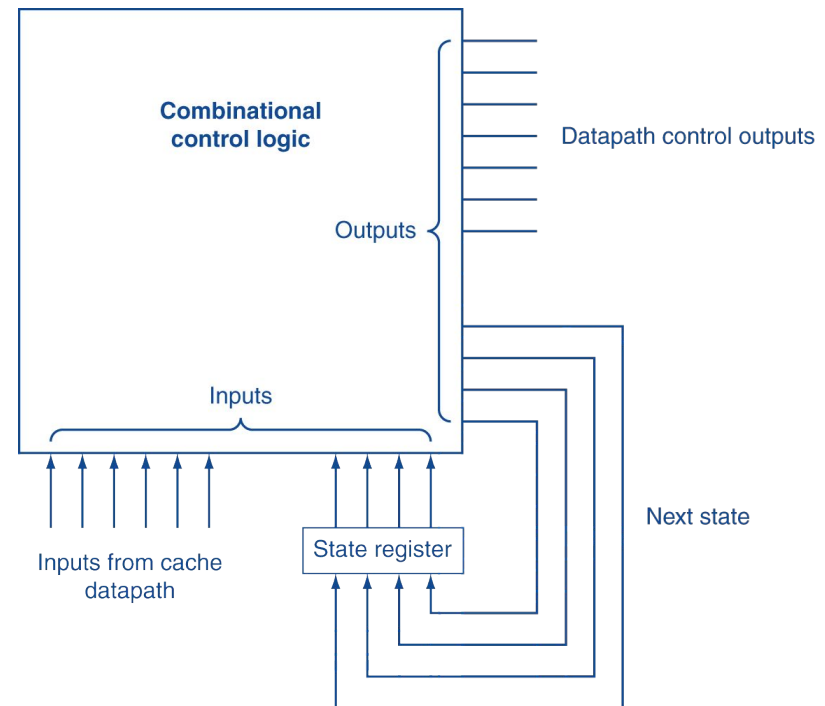 Combinational
control logic
Datapath control outputs
Outputs
Inputs
Next state
State register
Inputs from cache
datapath